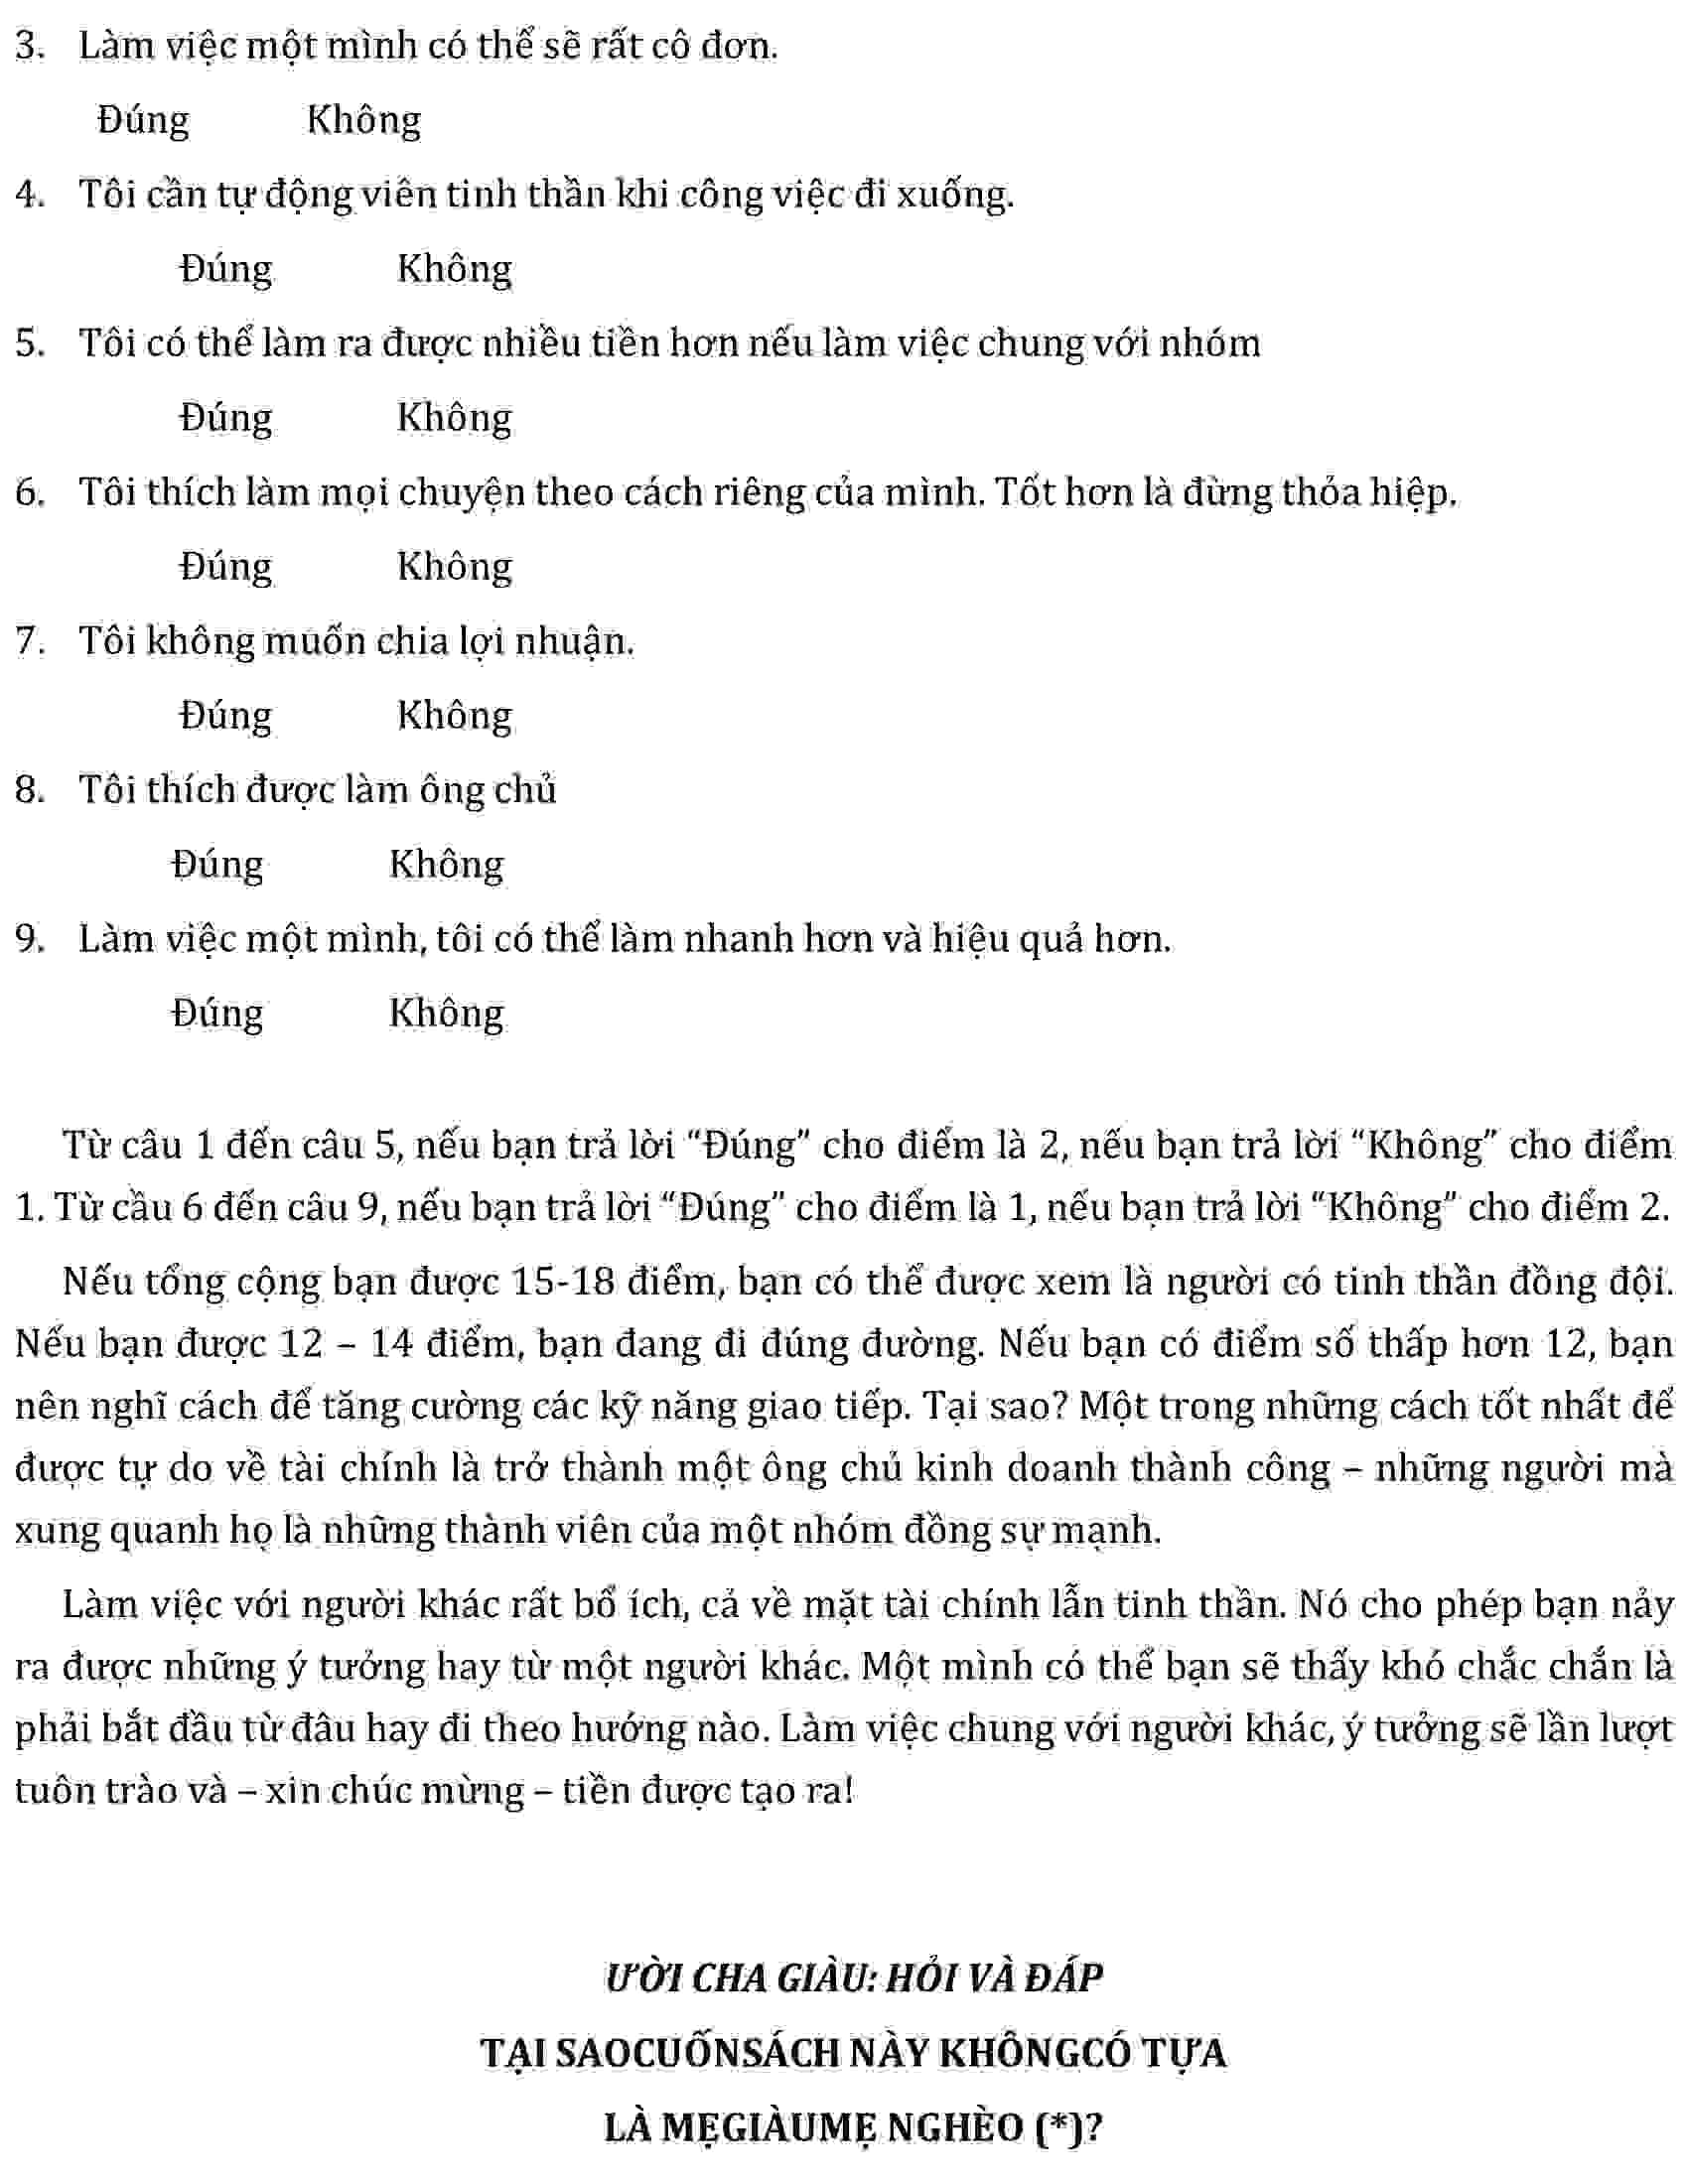 3. Làm việc một mình có thể sẽ rất cô đơn.
Đúng Không
4. Tôi cần tự động viên tinh thần khi công việc đi xuống.
Đúng Không
5. Tôi có thể làm ra được nhiều tiền hơn nếu làm việc chung với nhóm
Đúng Không
6. Tôi thích làm mọi chuyện theo cách riêng của mình. Tốt hơn là đừng thỏa hiệp.
Đúng Không
7. Tôi không muốn chia lợi nhuận.
Đúng Không
8. Tôi thích được làm ông chủ
Đúng Không
9. Làm việc một mình, tôi có thể làm nhanh hơn và hiệu quả hơn.
Đúng Không
Từ câu 1 đến câu 5, nếu bạn trả lời “Đúng” cho điểm là 2, nếu bạn trả lời “Không” cho điểm
1. Từ cầu 6 đến câu 9, nếu bạn trả lời “Đúng” cho điểm là 1, nếu bạn trả lời “Không” cho điểm 2.
Nếu tổng cộng bạn được 15-18 điểm, bạn có thể được xem là người có tinh thần đồng đội.
Nếu bạn được 12 – 14 điểm, bạn đang đi đúng đường. Nếu bạn có điểm số thấp hơn 12, bạn
nên nghĩ cách để tăng cường các kỹ năng giao tiếp. Tại sao? Một trong những cách tốt nhất để
được tự do về tài chính là trở thành một ông chủ kinh doanh thành công – những người mà
xung quanh họ là những thành viên của một nhóm đồng sự mạnh.
Làm việc với người khác rất bổ ích, cả về mặt tài chính lẫn tinh thần. Nó cho phép bạn nảy
ra được những ý tưởng hay từ một người khác. Một mình có thể bạn sẽ thấy khó chắc chắn là
phải bắt đầu từ đâu hay đi theo hướng nào. Làm việc chung với người khác, ý tưởng sẽ lần lượt
tuôn trào và – xin chúc mừng – tiền được tạo ra!
ƯỜI CHA GIÀU: HỎI VÀ ĐÁP
TẠI SAOCUỐNSÁCH NÀY KHÔNGCÓ TỰA
LÀ MẸGIÀUMẸ NGHÈO (*)?